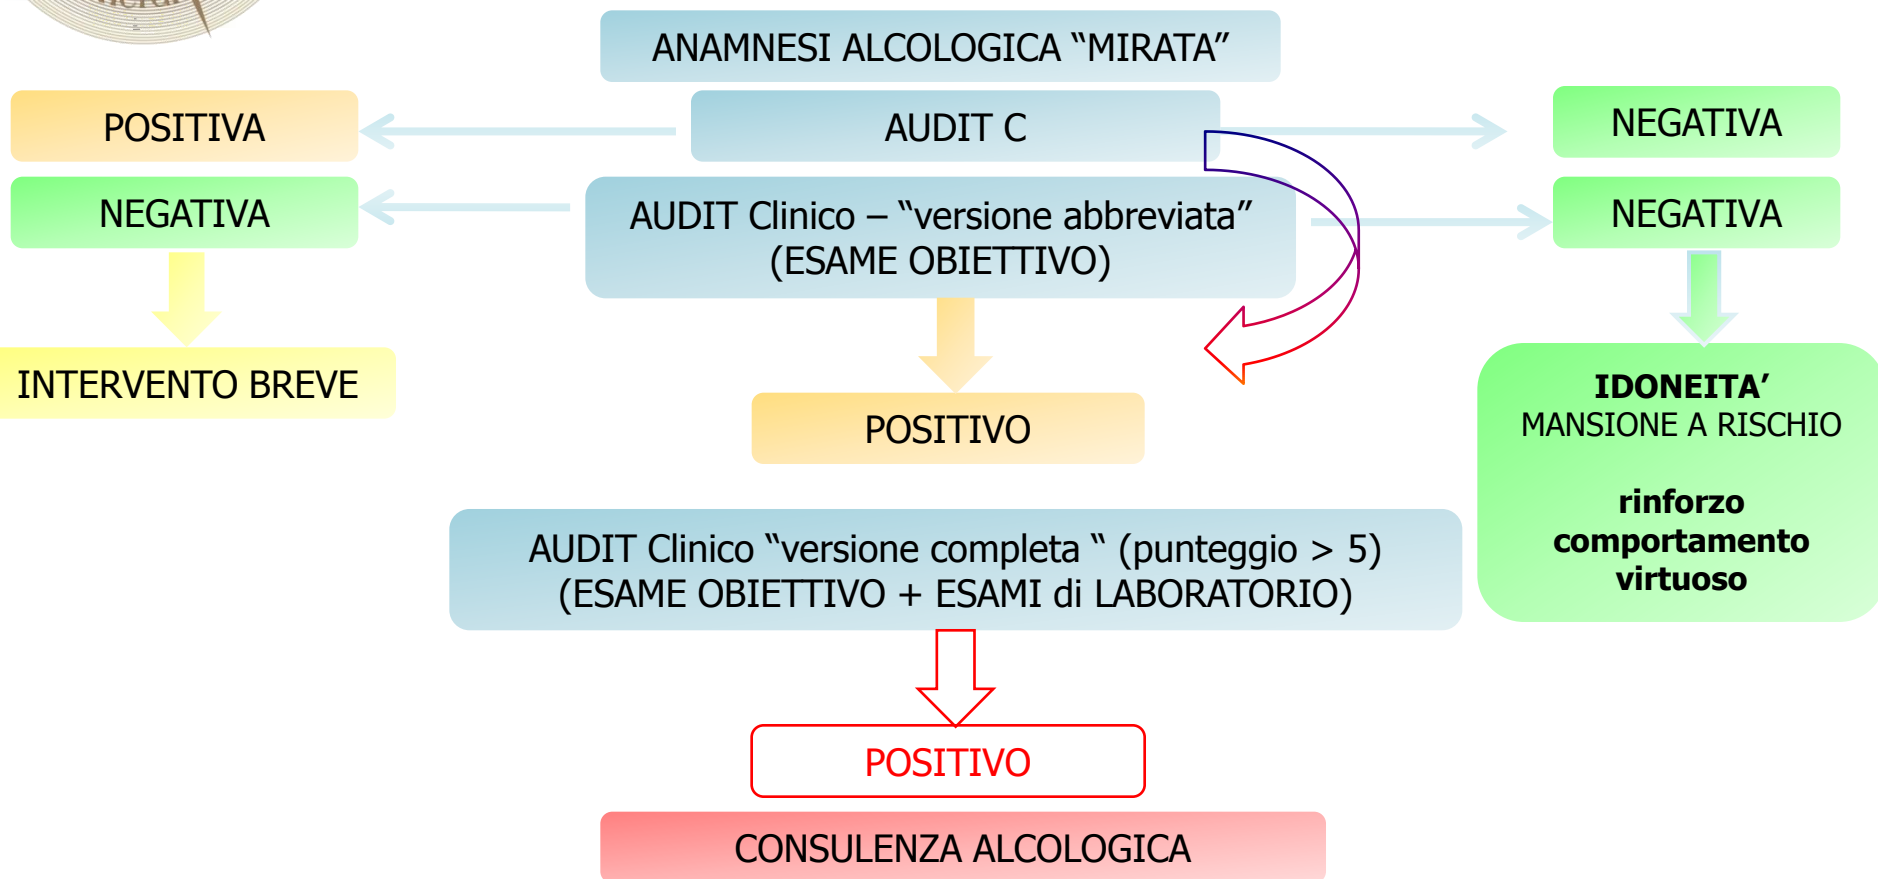 ANAMNESI ALCOLOGICA “MIRATA”
POSITIVA
AUDIT C
NEGATIVA
NEGATIVA
AUDIT Clinico – “versione abbreviata”
(ESAME OBIETTIVO)
NEGATIVA
INTERVENTO BREVE
POSITIVO
IDONEITA’
MANSIONE A RISCHIO
rinforzo
comportamento
virtuoso
AUDIT Clinico “versione completa “ (punteggio > 5)
(ESAME OBIETTIVO + ESAMI di LABORATORIO)
POSITIVO
CONSULENZA ALCOLOGICA